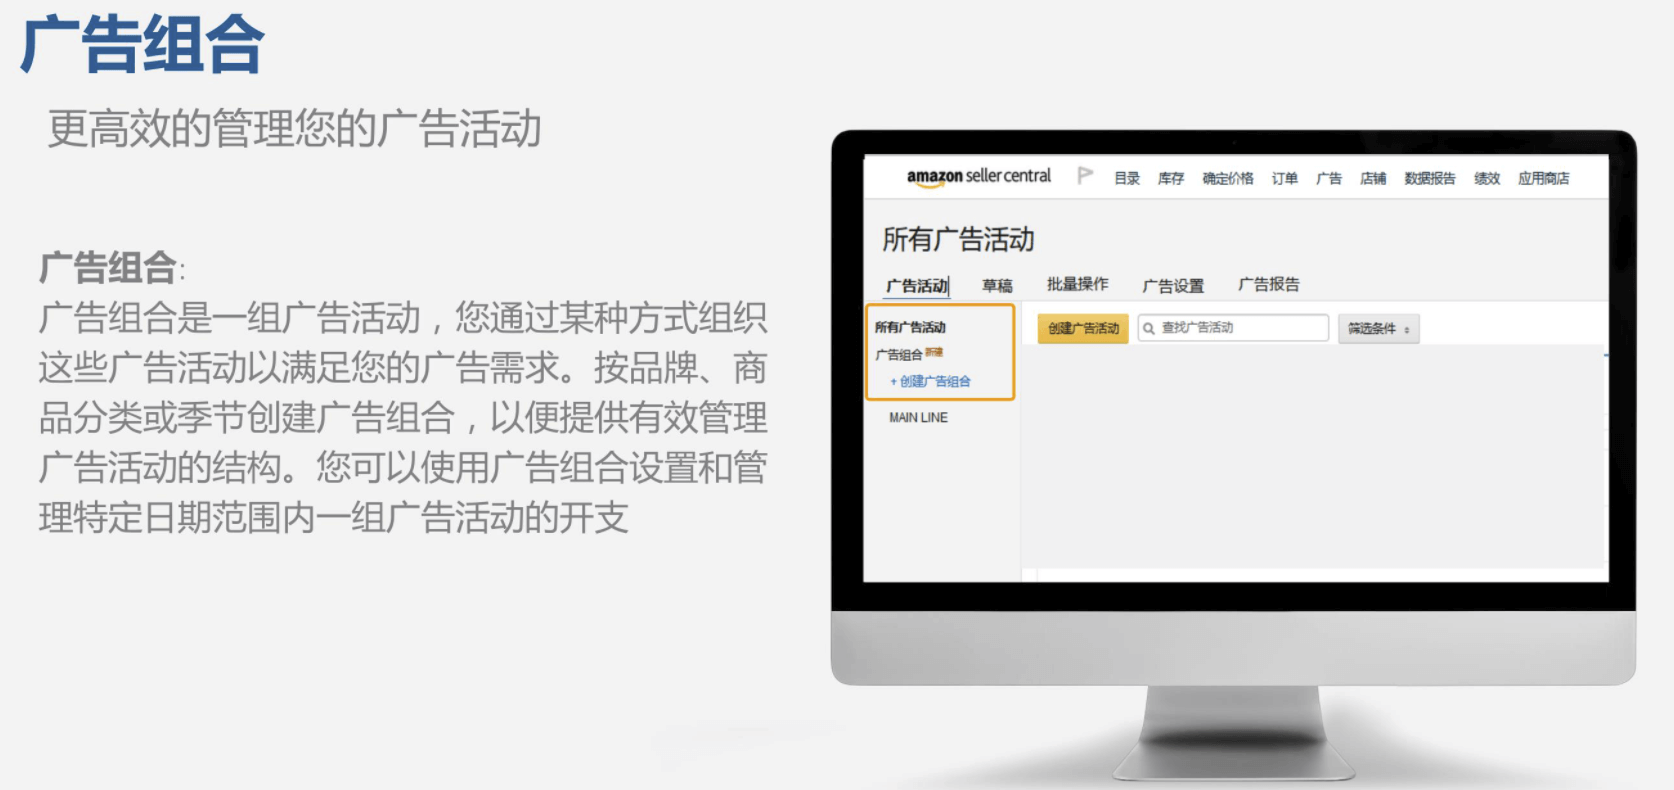 广告组合
更高效的管理您的广告活动
广告组合:
广告组合是一组广告活动，您通过某种方式组织
这些广告活动以满足您的广告需求。按品牌、商
品分类或季节创建广告组合，以便提供有效管理
广告活动的结构。您可以使用广告组合设置和管
理特定日期范围内一组广告活动的开支
amazon seller central 目录 库存 确定价格 订单 广告 店铺 数据报告 绩效 应用商店
所有广告活动
广告活动 草稿 批量操作 广告设置 广告报告
所有广告活动
广告组合 新建
+ 创建广告组合
MAIN LINE
创建广告活动 查找广告活动 筛选条件